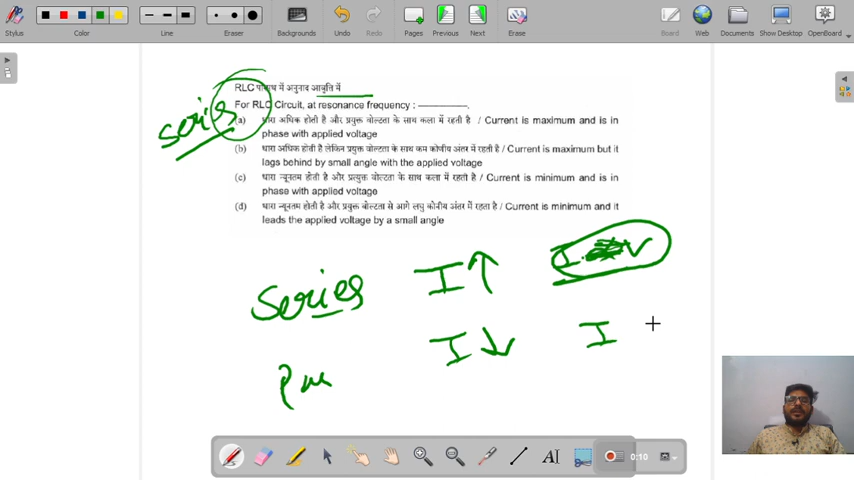 Stylus
Color
Line
Eraser
Backgrounds
Undo
Redo
Pages
Previous
Next
Erase
Board
Web
Documents
Show Desktop
OpenBoard
RLC परिपथ में अनुनाद आवृति में
For RLC Circuit, at resonance frequency : ————.
series
(a) धारा अधिक होती है और प्रयुक्त वोल्टता के साथ कला में रहती है / Current is maximum and is in
phase with applied voltage
(b) धारा अधिक होती है लेकिन प्रयुक्त वोल्टता के साथ कम कोणीय अंतर में रहती है / Current is maximum but it
lags behind by small angle with the applied voltage
(c) धारा न्यूनतम होती है और प्रयुक्त वोल्टता के साथ कला में रहती है / Current is minimum and is in
phase with applied voltage
(d) धारा न्यूनतम होती है और प्रयुक्त वोल्टता से आगे लघु कोनीय अंतर में रहता है / Current is minimum and it
leads the applied voltage by a small angle
Series I↑ I V
I↓ I
0:10